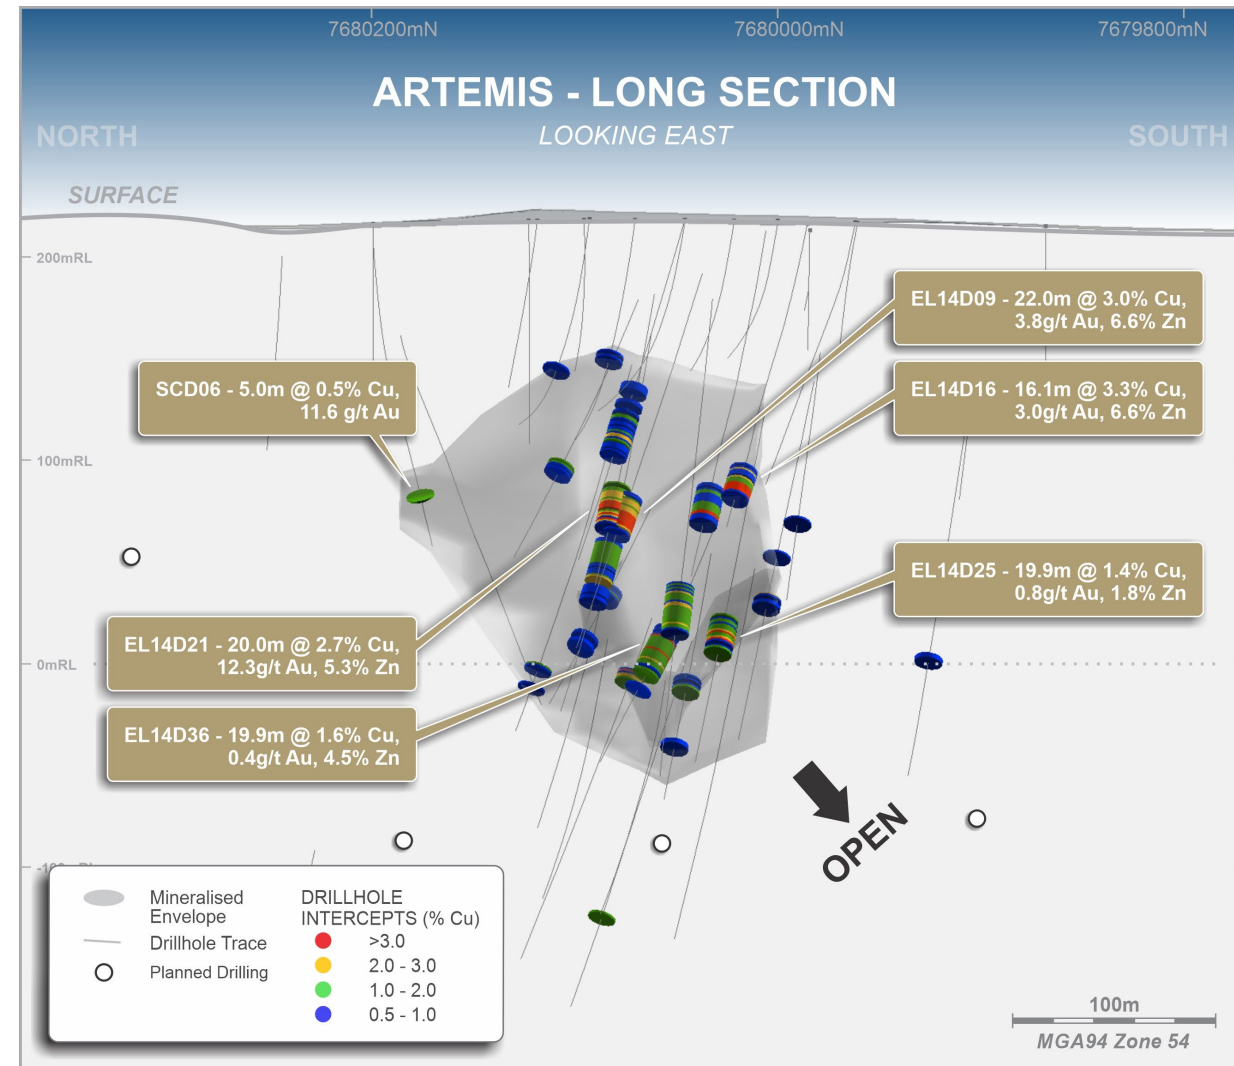 7680200mN
7680000mN
7679800mN
ARTEMIS - LONG SECTION
LOOKING EAST
NORTH
SOUTH
SURFACE
200mRL
EL14D09 - 22.0m @ 3.0% Cu,
3.8g/t Au, 6.6% Zn
SCD06 - 5.0m @ 0.5% Cu,
11.6 g/t Au
EL14D16 - 16.1m @ 3.3% Cu,
3.0g/t Au, 6.6% Zn
100mRL
EL14D25 - 19.9m @ 1.4% Cu,
0.8g/t Au, 1.8% Zn
EL14D21 - 20.0m @ 2.7% Cu,
12.3g/t Au, 5.3% Zn
0mRL
EL14D36 - 19.9m @ 1.6% Cu,
0.4g/t Au, 4.5% Zn
OPEN
Mineralised
Envelope
Drillhole Trace
Planned Drilling
DRILLHOLE
INTERCEPTS (% Cu)
>3.0
2.0 - 3.0
1.0 - 2.0
0.5 - 1.0
100m
MGA94 Zone 54